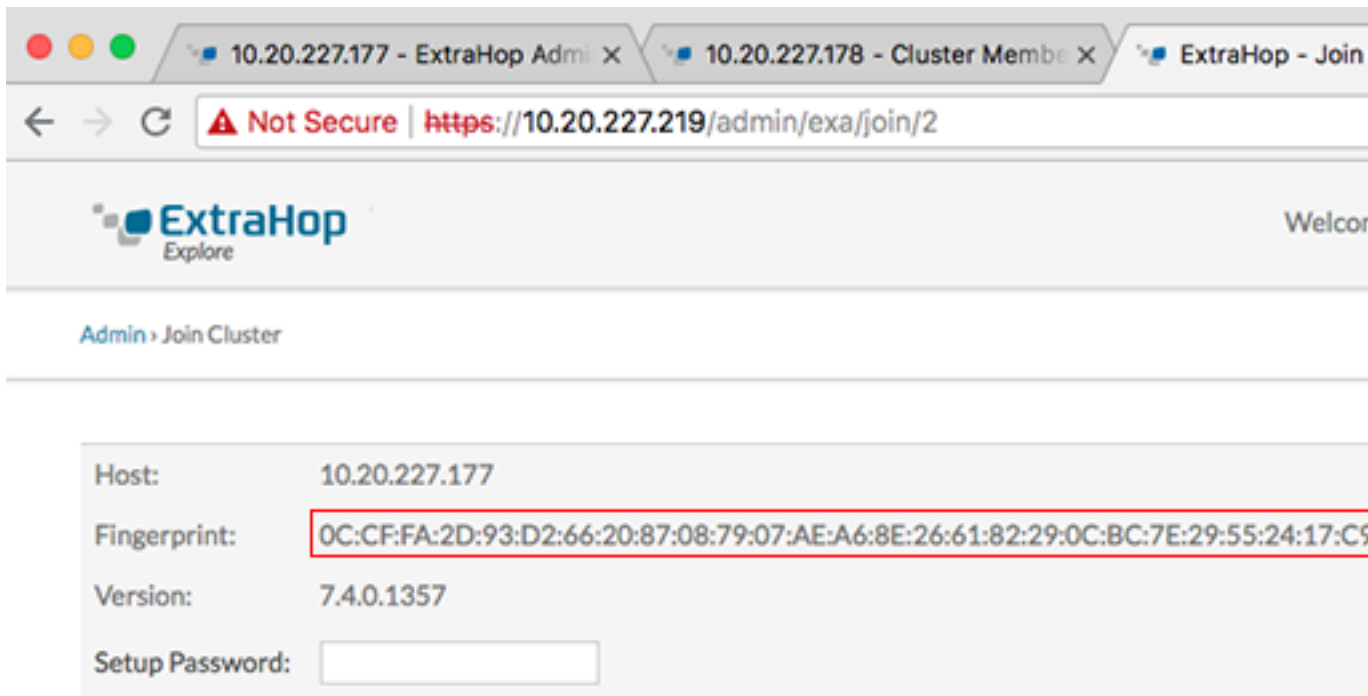 10.20.227.177 - ExtraHop Admi
10.20.227.178 - Cluster Membe
ExtraHop - Join
Not Secure | https://10.20.227.219/admin/exa/join/2
ExtraHop
Explore
Welcom
Admin › Join Cluster
Host: 10.20.227.177
Fingerprint: 0C:CF:FA:2D:93:D2:66:20:87:08:79:07:AE:A6:8E:26:61:82:29:0C:BC:7E:29:55:24:17:C9
Version: 7.4.0.1357
Setup Password: